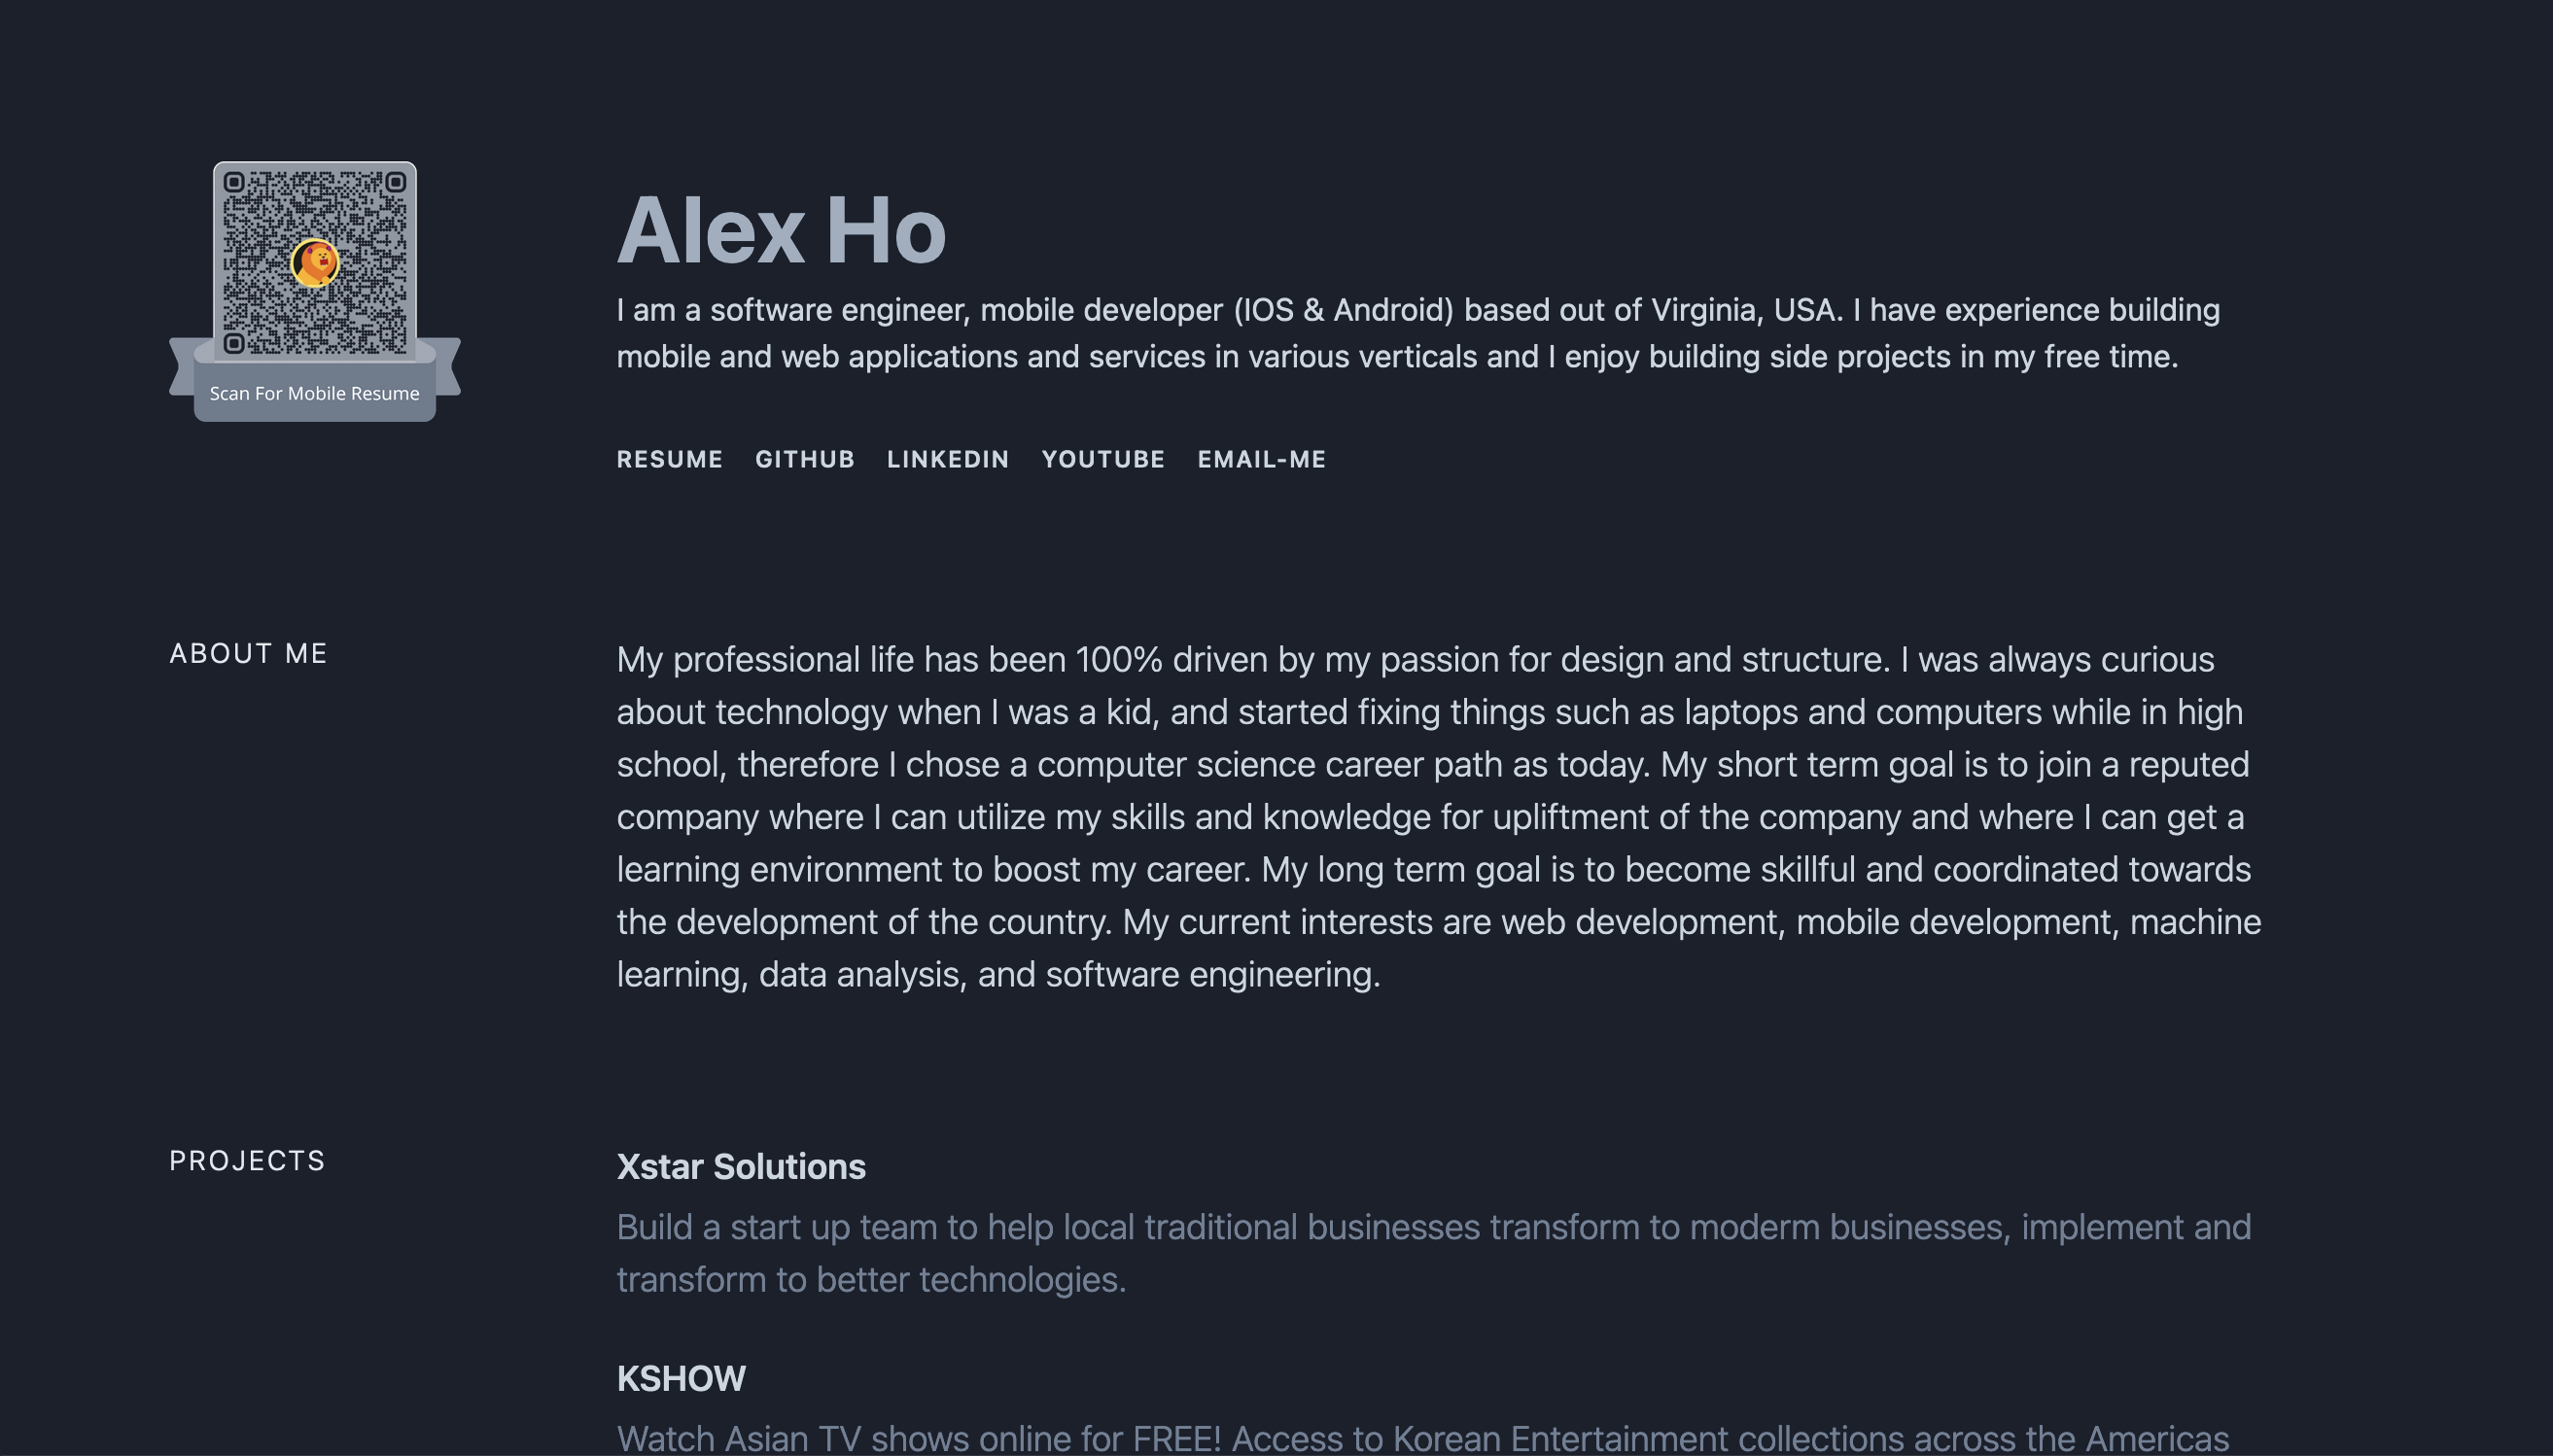 Scan For Mobile Resume
Alex Ho
I am a software engineer, mobile developer (IOS & Android) based out of Virginia, USA. I have experience building
mobile and web applications and services in various verticals and I enjoy building side projects in my free time.
RESUME GITHUB LINKEDIN YOUTUBE EMAIL-ME
ABOUT ME
My professional life has been 100% driven by my passion for design and structure. I was always curious
about technology when I was a kid, and started fixing things such as laptops and computers while in high
school, therefore I chose a computer science career path as today. My short term goal is to join a reputed
company where I can utilize my skills and knowledge for upliftment of the company and where I can get a
learning environment to boost my career. My long term goal is to become skillful and coordinated towards
the development of the country. My current interests are web development, mobile development, machine
learning, data analysis, and software engineering.
PROJECTS
Xstar Solutions
Build a start up team to help local traditional businesses transform to moderm businesses, implement and
transform to better technologies.
KSHOW
Watch Asian TV shows online for FREE! Access to Korean Entertainment collections across the Americas